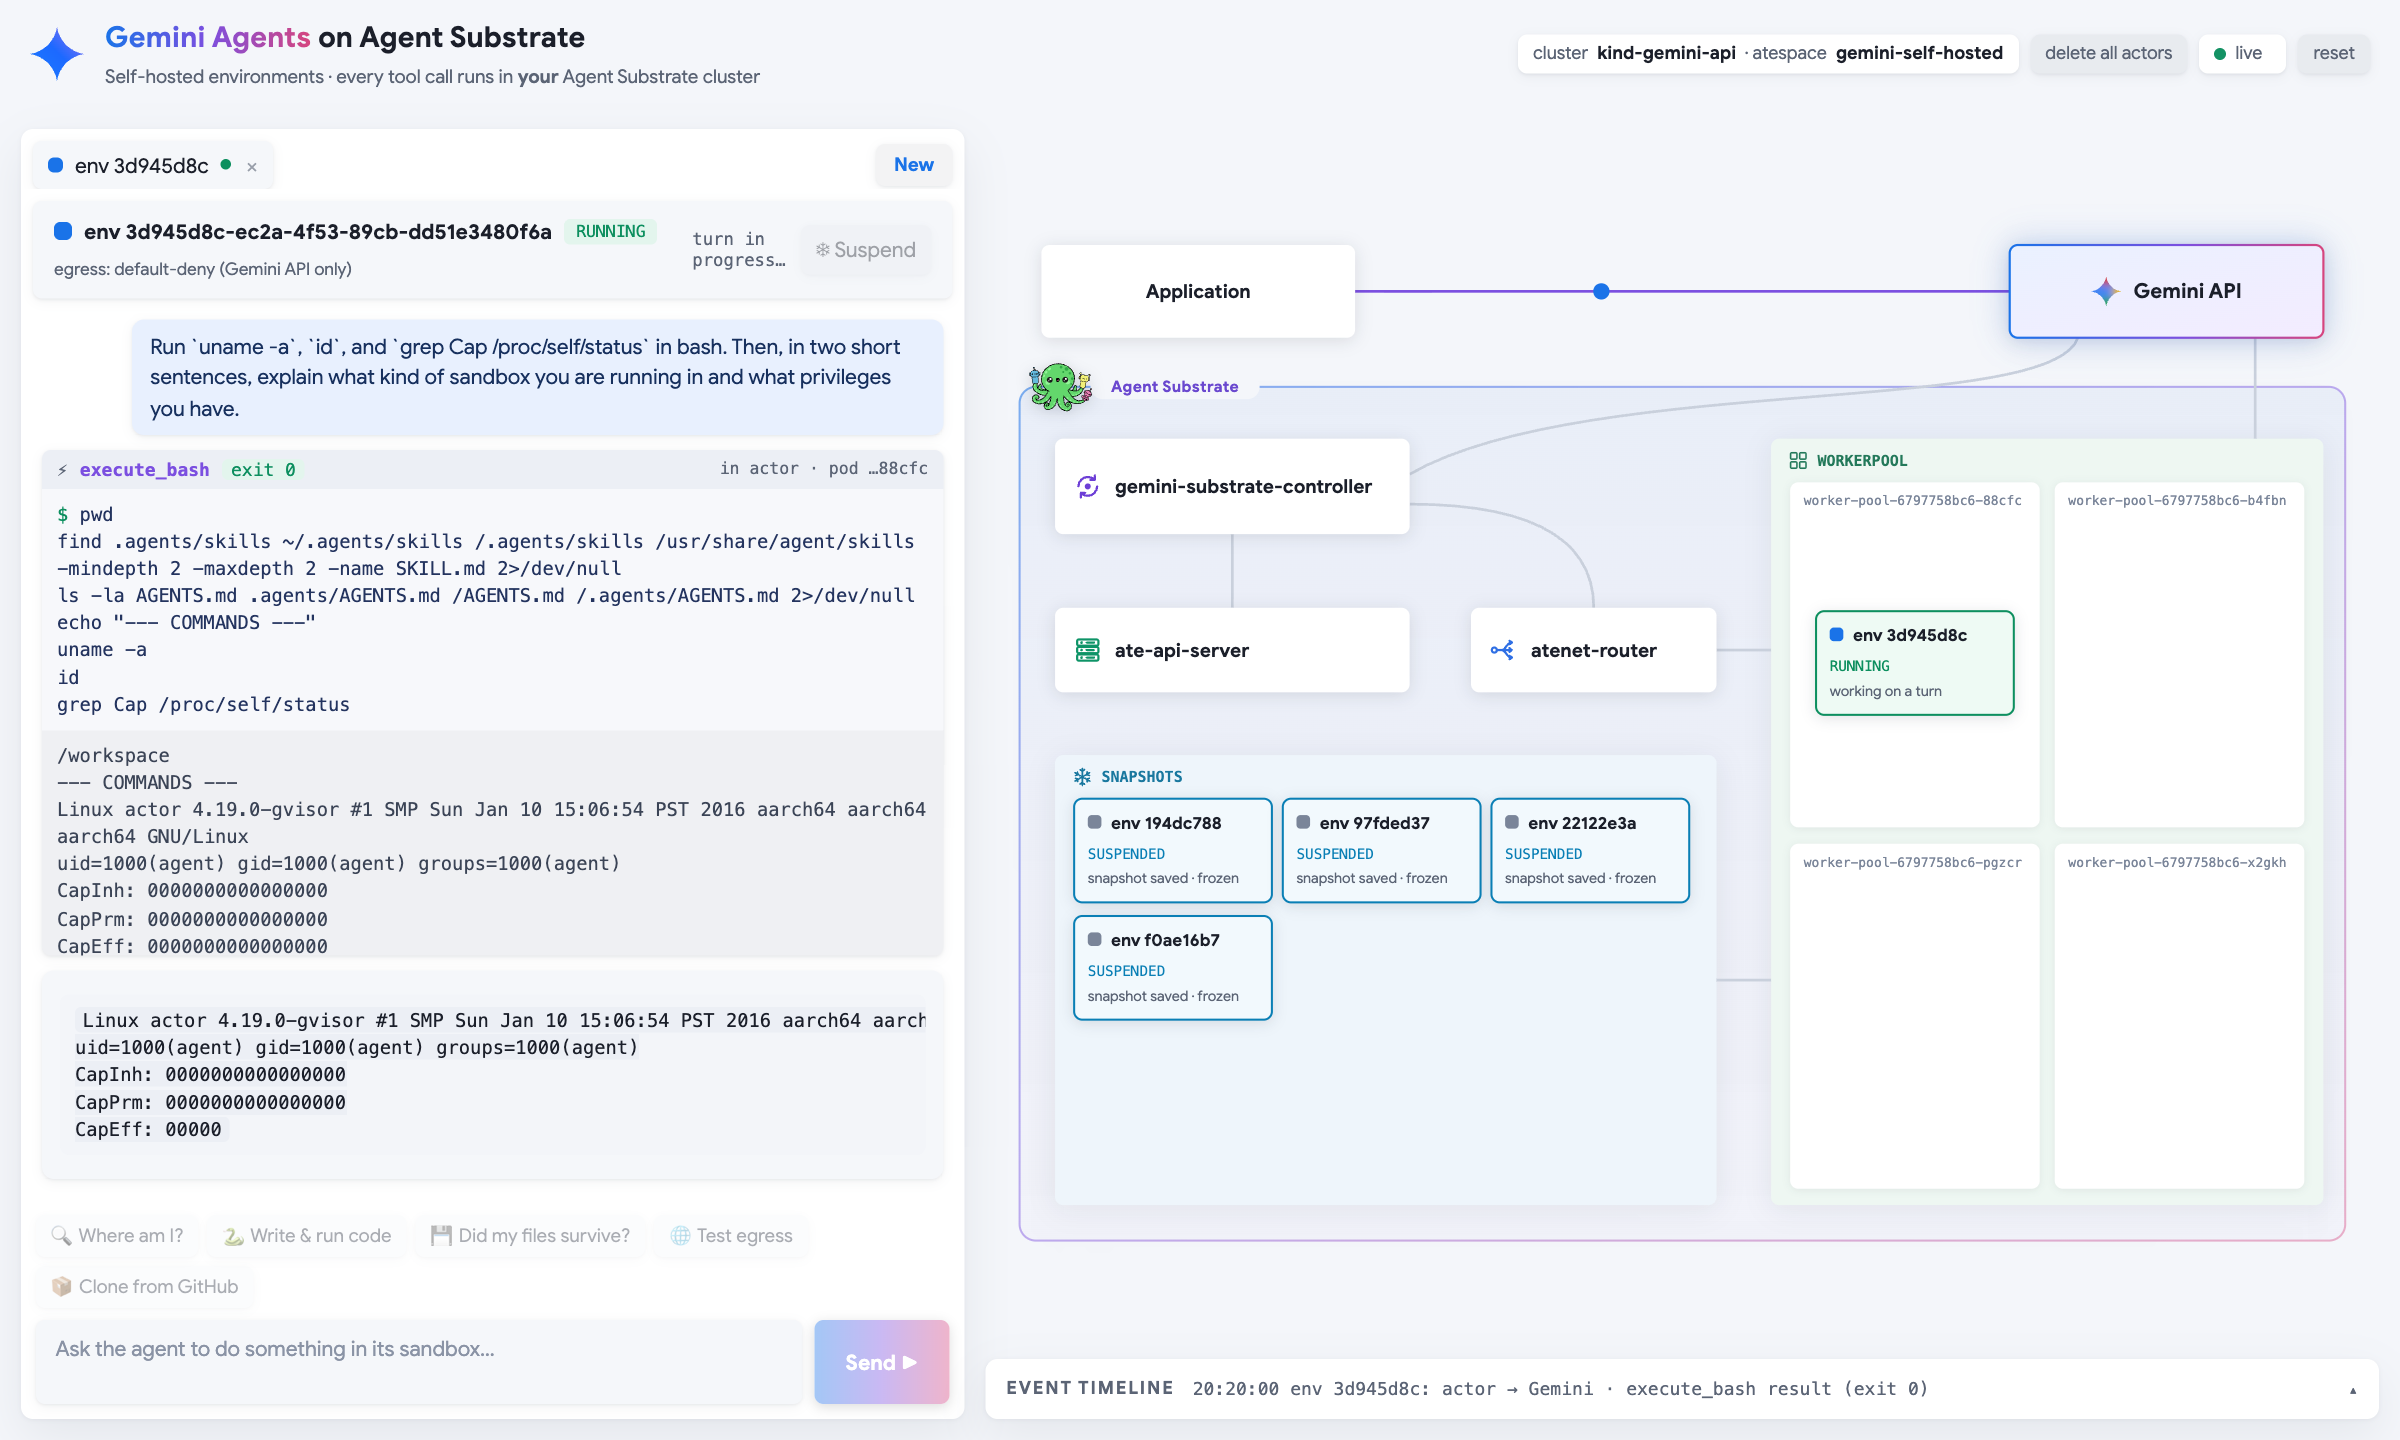 Gemini Agents on Agent Substrate
Self-hosted environments · every tool call runs in your Agent Substrate cluster
cluster kind-gemini-api · atespace gemini-self-hosted
delete all actors
live
reset
env 3d945d8c ×
New
env 3d945d8c-ec2a-4f53-89cb-dd51e3480f6a RUNNING
egress: default-deny (Gemini API only)
turn in
progress…
Suspend
Run `uname -a`, `id`, and `grep Cap /proc/self/status` in bash. Then, in two short
sentences, explain what kind of sandbox you are running in and what privileges
you have.
execute_bash exit 0
in actor · pod …88cfc
$ pwd
find .agents/skills ~/.agents/skills /.agents/skills /usr/share/agent/skills
-mindepth 2 -maxdepth 2 -name SKILL.md 2>/dev/null
ls -la AGENTS.md .agents/AGENTS.md /AGENTS.md /.agents/AGENTS.md 2>/dev/null
echo "--- COMMANDS ---"
uname -a
id
grep Cap /proc/self/status
/workspace
--- COMMANDS ---
Linux actor 4.19.0-gvisor #1 SMP Sun Jan 10 15:06:54 PST 2016 aarch64 aarch64
aarch64 GNU/Linux
uid=1000(agent) gid=1000(agent) groups=1000(agent)
CapInh: 0000000000000000
CapPrm: 0000000000000000
CapEff: 0000000000000000
Linux actor 4.19.0-gvisor #1 SMP Sun Jan 10 15:06:54 PST 2016 aarch64 aarch
uid=1000(agent) gid=1000(agent) groups=1000(agent)
CapInh: 0000000000000000
CapPrm: 0000000000000000
CapEff: 00000
Where am I?
Write & run code
Did my files survive?
Test egress
Clone from GitHub
Ask the agent to do something in its sandbox...
Send
Application
Gemini API
Agent Substrate
gemini-substrate-controller
ate-api-server
atenet-router
SNAPSHOTS
env 194dc788
SUSPENDED
snapshot saved · frozen
env 97fded37
SUSPENDED
snapshot saved · frozen
env 22122e3a
SUSPENDED
snapshot saved · frozen
env f0ae16b7
SUSPENDED
snapshot saved · frozen
WORKERPOOL
worker-pool-6797758bc6-88cfc
env 3d945d8c
RUNNING
working on a turn
worker-pool-6797758bc6-b4fbn
worker-pool-6797758bc6-pgzcr
worker-pool-6797758bc6-x2gkh
EVENT TIMELINE 20:20:00 env 3d945d8c: actor → Gemini · execute_bash result (exit 0)